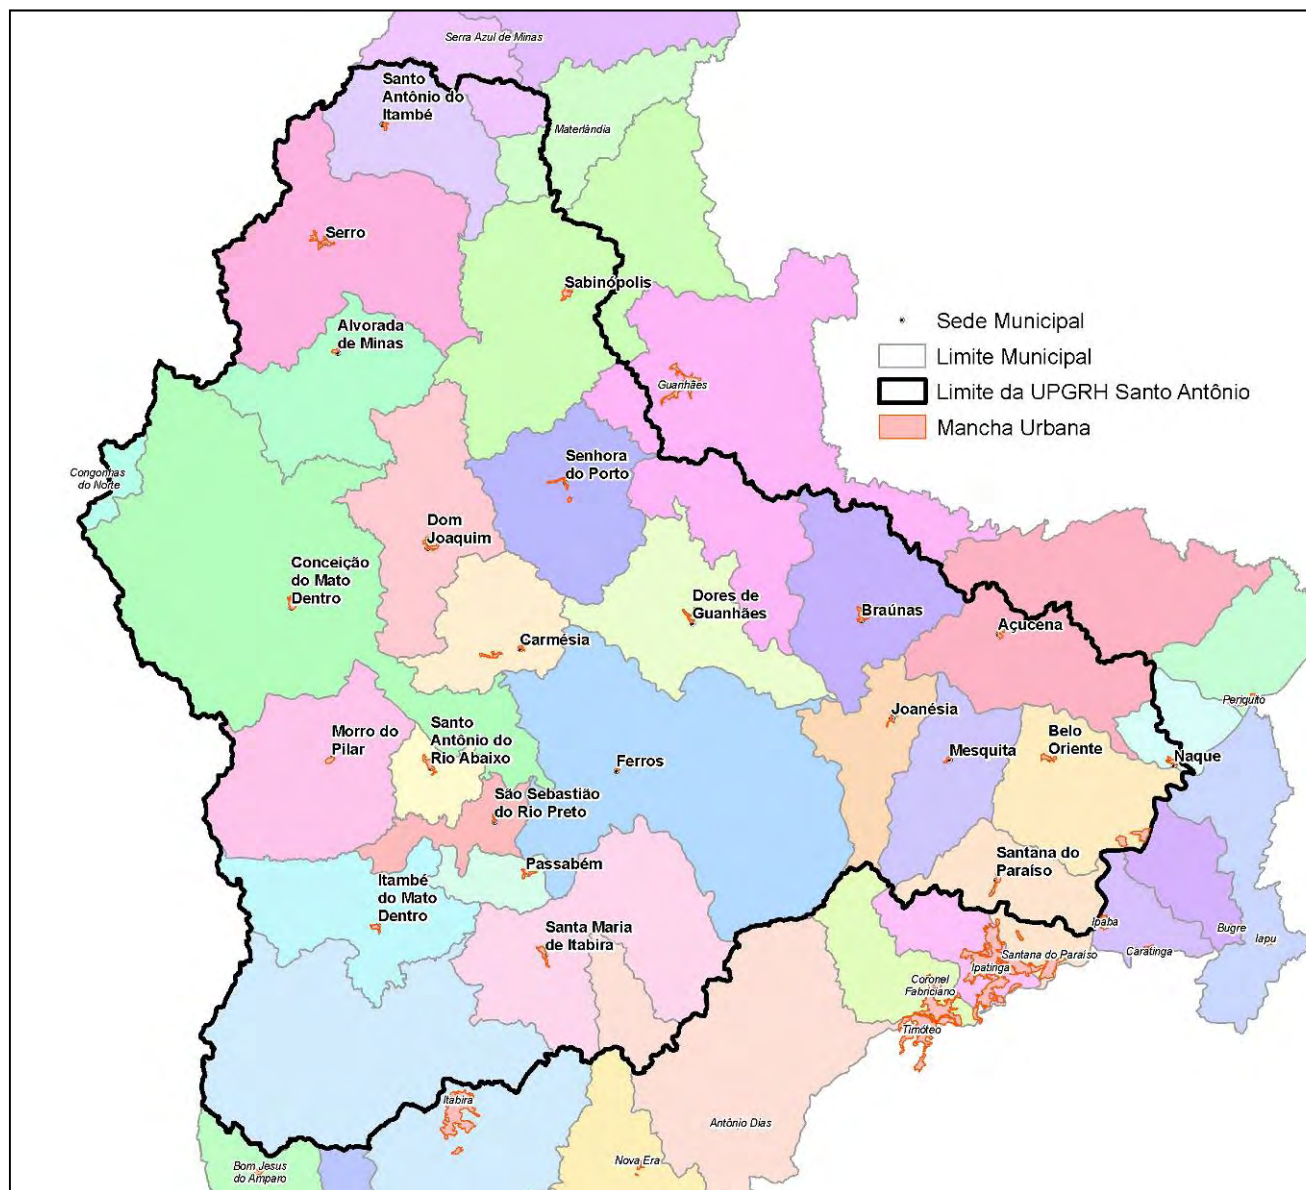 Serra Azul de Minas
Santo
Antônio do
Itambé
Materlândia
Serro
Sabinópolis
Alvorada
de Minas
Guanhães
Sede Municipal
Limite Municipal
Limite da UPGRH Santo Antônio
Mancha Urbana
Congonhas
do Norte
Senhora
do Porto
Dom
Joaquim
Conceição
do Mato
Dentro
Dores de
Guanhães
Braúnas
Açucena
Carmésia
Periquito
Joanésia
Morro do
Pilar
Santo
Antônio do
Rio Abaixo
Ferros
Mesquita
Belo
Oriente
Naque
São Sebastião
do Rio Preto
Passabém
Santana do
Paraíso
Itambé
do Mato
Dentro
Santa Maria
de Itabira
Ipaba
Bugre
Iapu
Caratinga
Santana do Paraíso
Ipatinga
Coronel
Fabriciano
Timóteo
Itabira
Antônio Dias
Nova Era
Bom Jesus
do Amparo